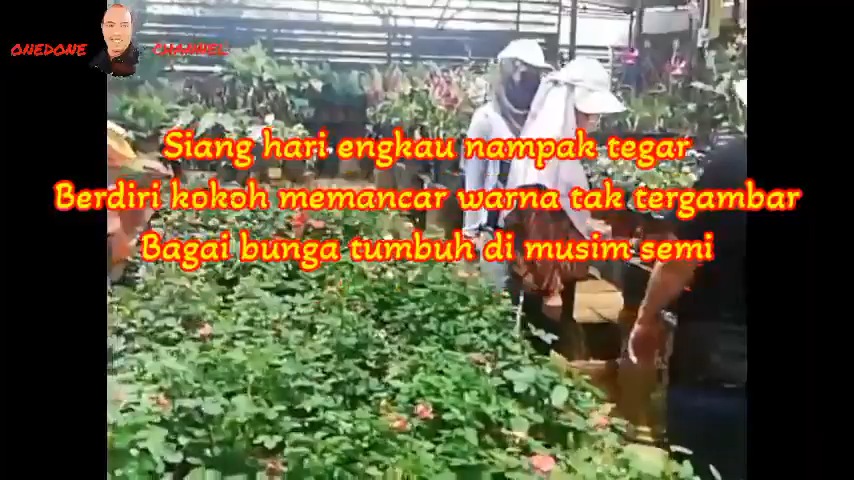 ONEDONE CHANNEL
Siang hari engkau nampak tegar
Berdiri kokoh memancar warna tak tergambar
Bagai bunga tumbuh di musim semi